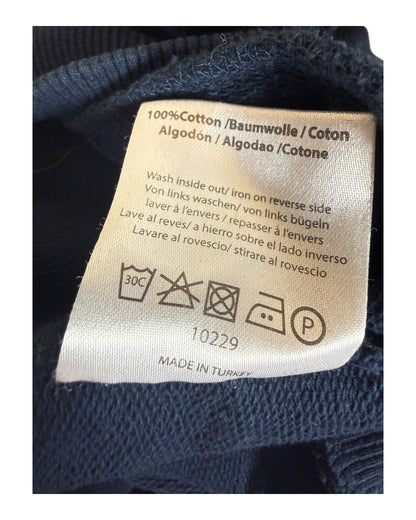 100%Cotton /Baumwolle / Coton
Algodón / Algodao /Cotone
Wash inside out/ iron on reverse side
Von links waschen/ von links bügeln
laver à l'envers / repasser à l'envers
Lave al reves/ a hierro sobre el lado inverso
Lavare al rovescio/ stirare al rovescio
30C
P
10229
MADE IN TURKEY